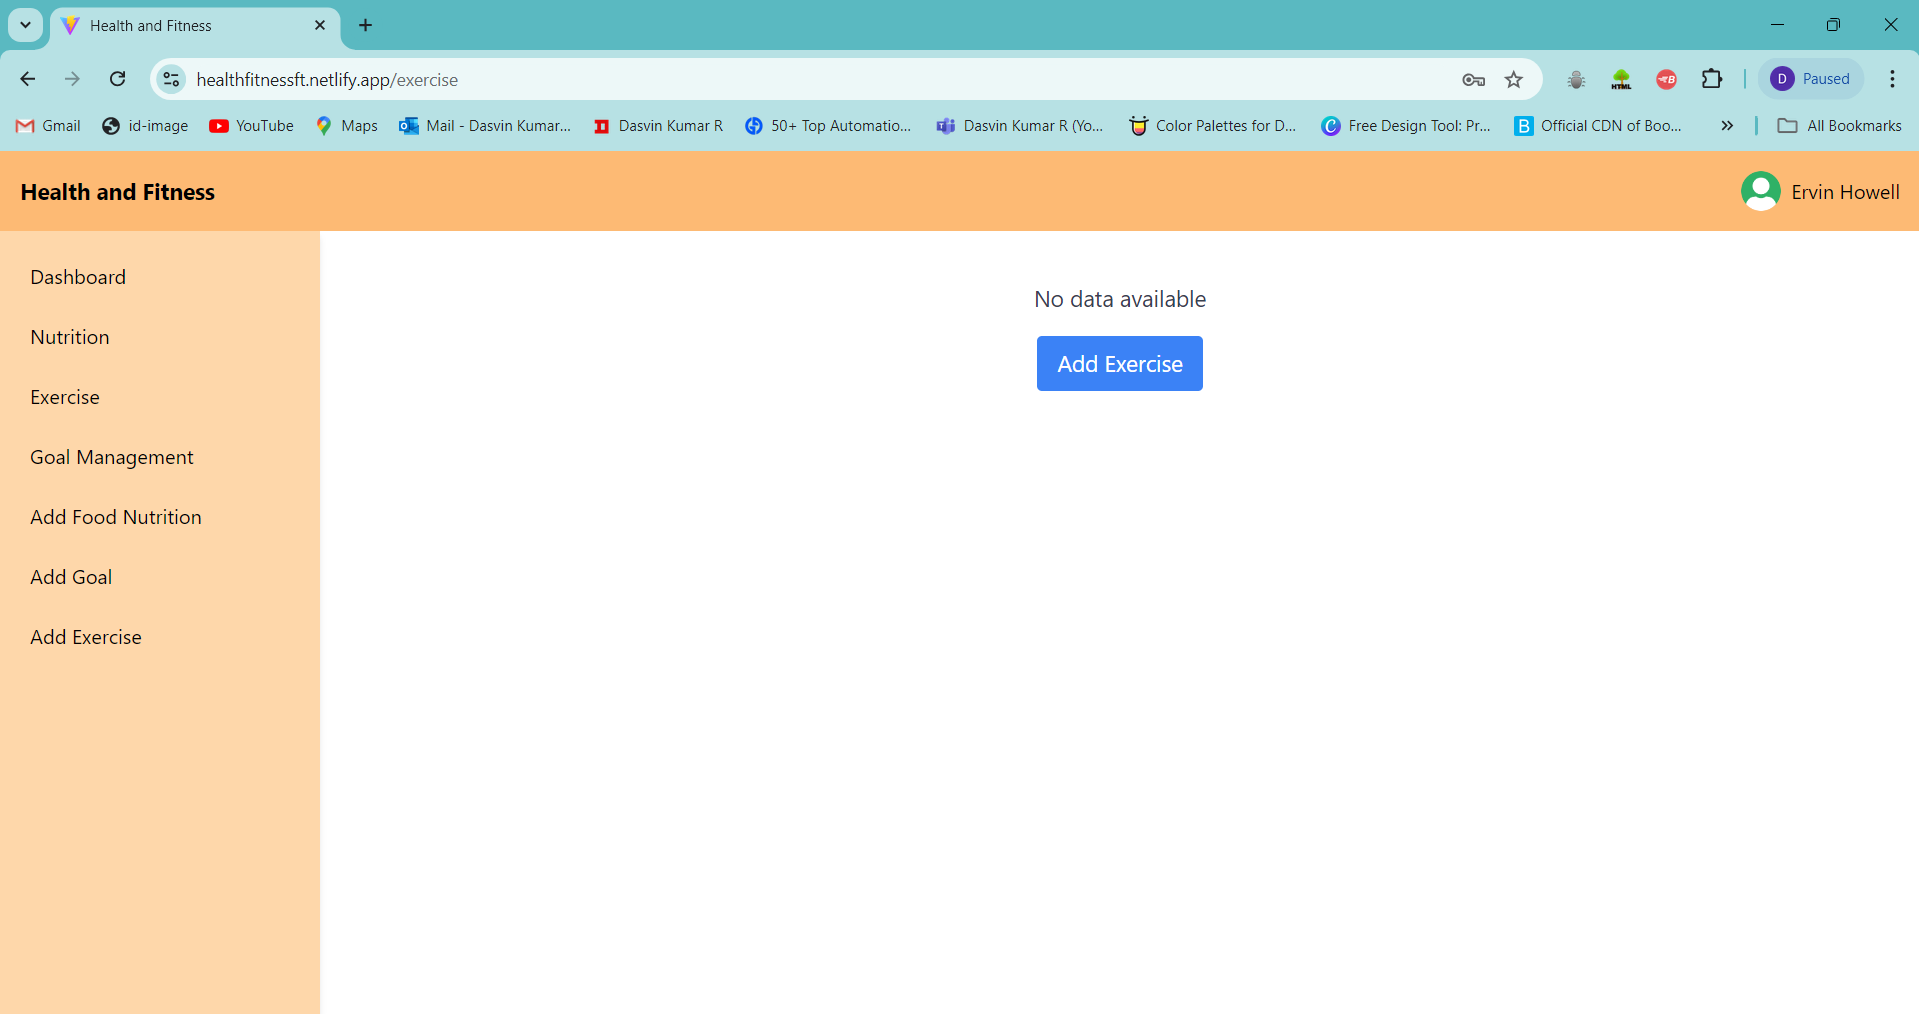 Health and Fitness
healthfitnessft.netlify.app/exercise
HTML
B
D Paused
Gmail id-image YouTube Maps Mail - Dasvin Kumar... Dasvin Kumar R 50+ Top Automatio... Dasvin Kumar R (Yo... Color Palettes for D... Free Design Tool: Pr... B Official CDN of Boo... All Bookmarks
Health and Fitness
Ervin Howell
Dashboard
Nutrition
Exercise
Goal Management
Add Food Nutrition
Add Goal
Add Exercise
No data available
Add Exercise